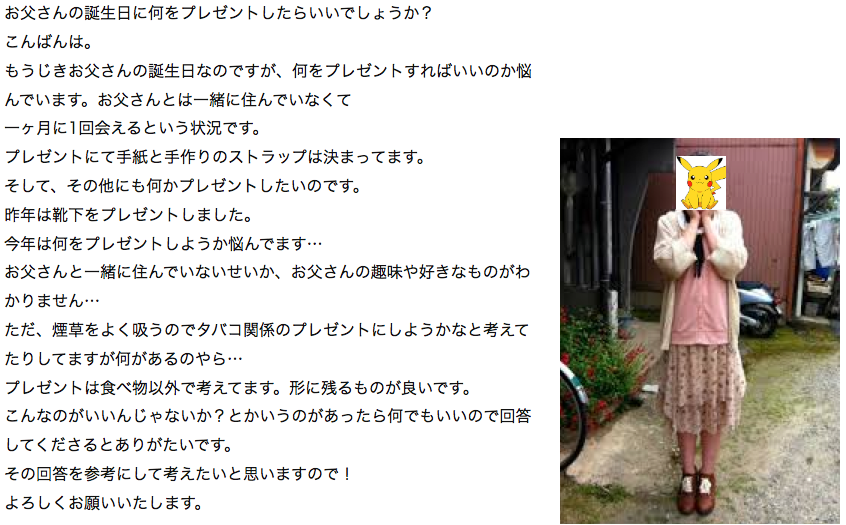 お父さんの誕生日に何をプレゼントしたらいいでしょうか？
こんばんは。
もうじきお父さんの誕生日なのですが、何をプレゼントすればいいのか悩
んでいます。お父さんとは一緒に住んでいなくて
一ヶ月に1回会えるという状況です。
プレゼントにて手紙と手作りのストラップは決まってます。
そして、その他にも何かプレゼントしたいのです。
昨年は靴下をプレゼントしました。
今年は何をプレゼントしようか悩んでます…
お父さんと一緒に住んでいないせいか、お父さんの趣味や好きなものがわ
かりません…
ただ、煙草をよく吸うのでタバコ関係のプレゼントにしようかなと考えて
たりしてますが何があるのやら…
プレゼントは食べ物以外で考えてます。形に残るものが良いです。
こんなのがいいんじゃないか？とかいうのがあったら何でもいいので回答
してくださるとありがたいです。
その回答を参考にして考えたいと思いますので！
よろしくお願いいたします。